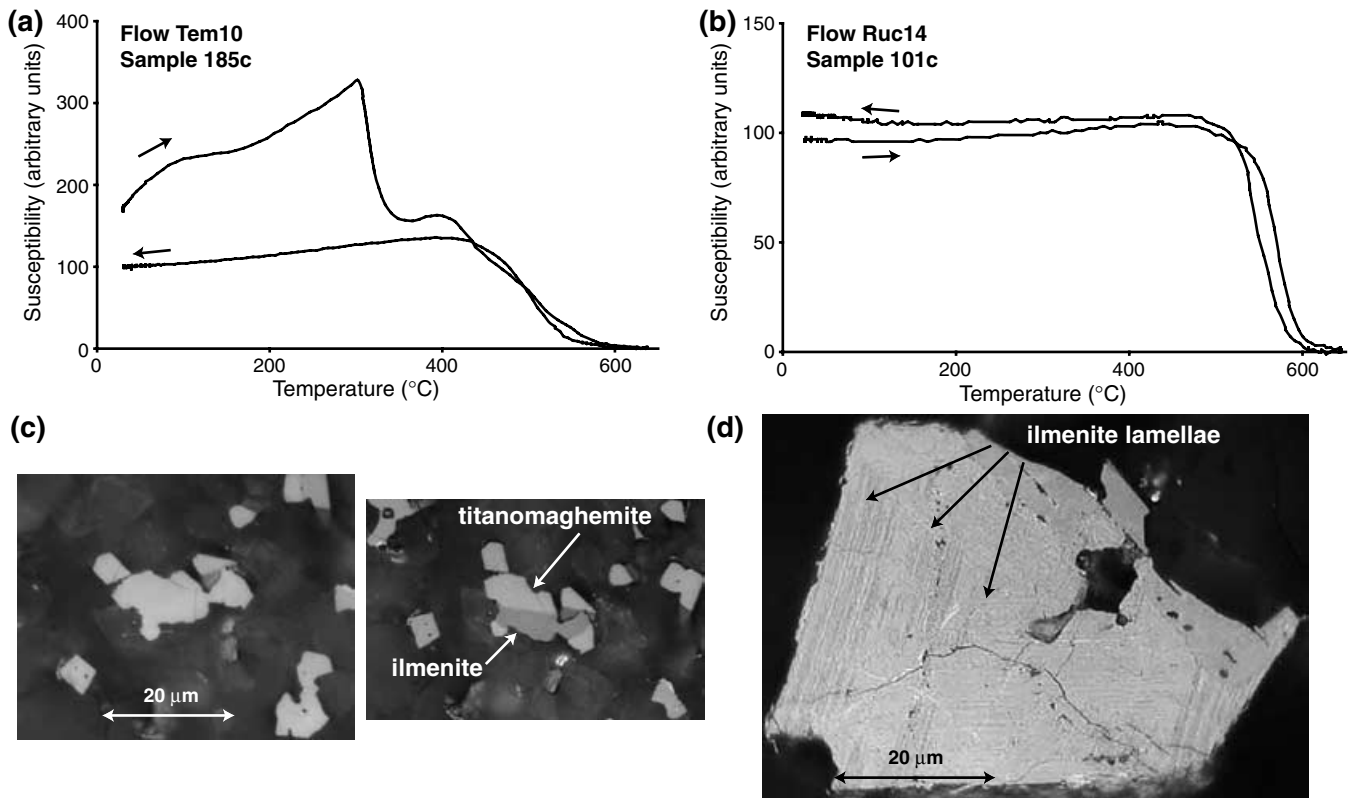 (a)
Flow Tem10
Sample 185c
400
300
200
100
0
Susceptibility (arbitrary units)
0
200
400
600
Temperature (°C)
(b)
Flow Ruc14
Sample 101c
150
100
50
0
Susceptibility (arbitrary units)
0
200
400
600
Temperature (°C)
(c)
20 μm
titanomaghemite
ilmenite
(d)
ilmenite lamellae
20 μm